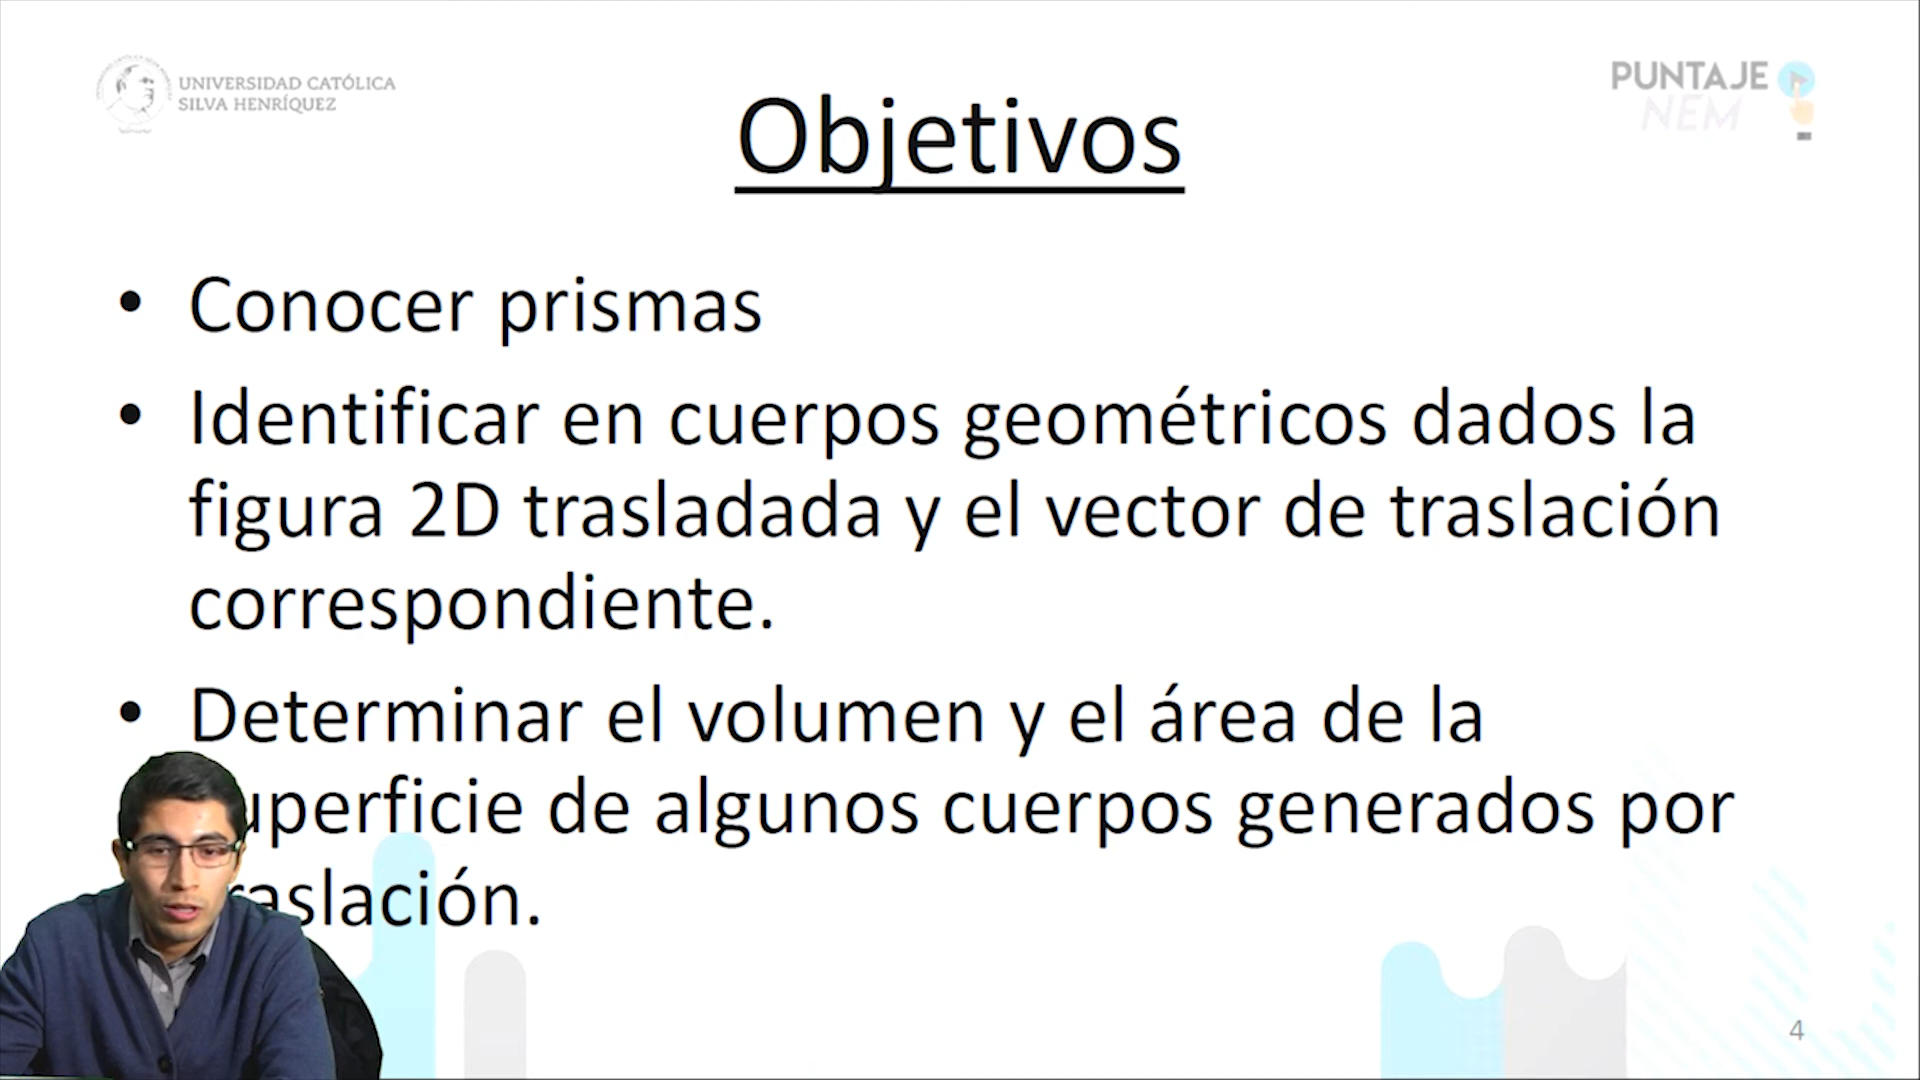 UNIVERSIDAD CATÓLICA
SILVA HENRÍQUEZ
PUNTAJE
NEM
Objetivos
• Conocer prismas
• Identificar en cuerpos geométricos dados la
figura 2D trasladada y el vector de traslación
correspondiente.
• Determinar el volumen y el área de la
uperficie de algunos cuerpos generados por
raslación.
4